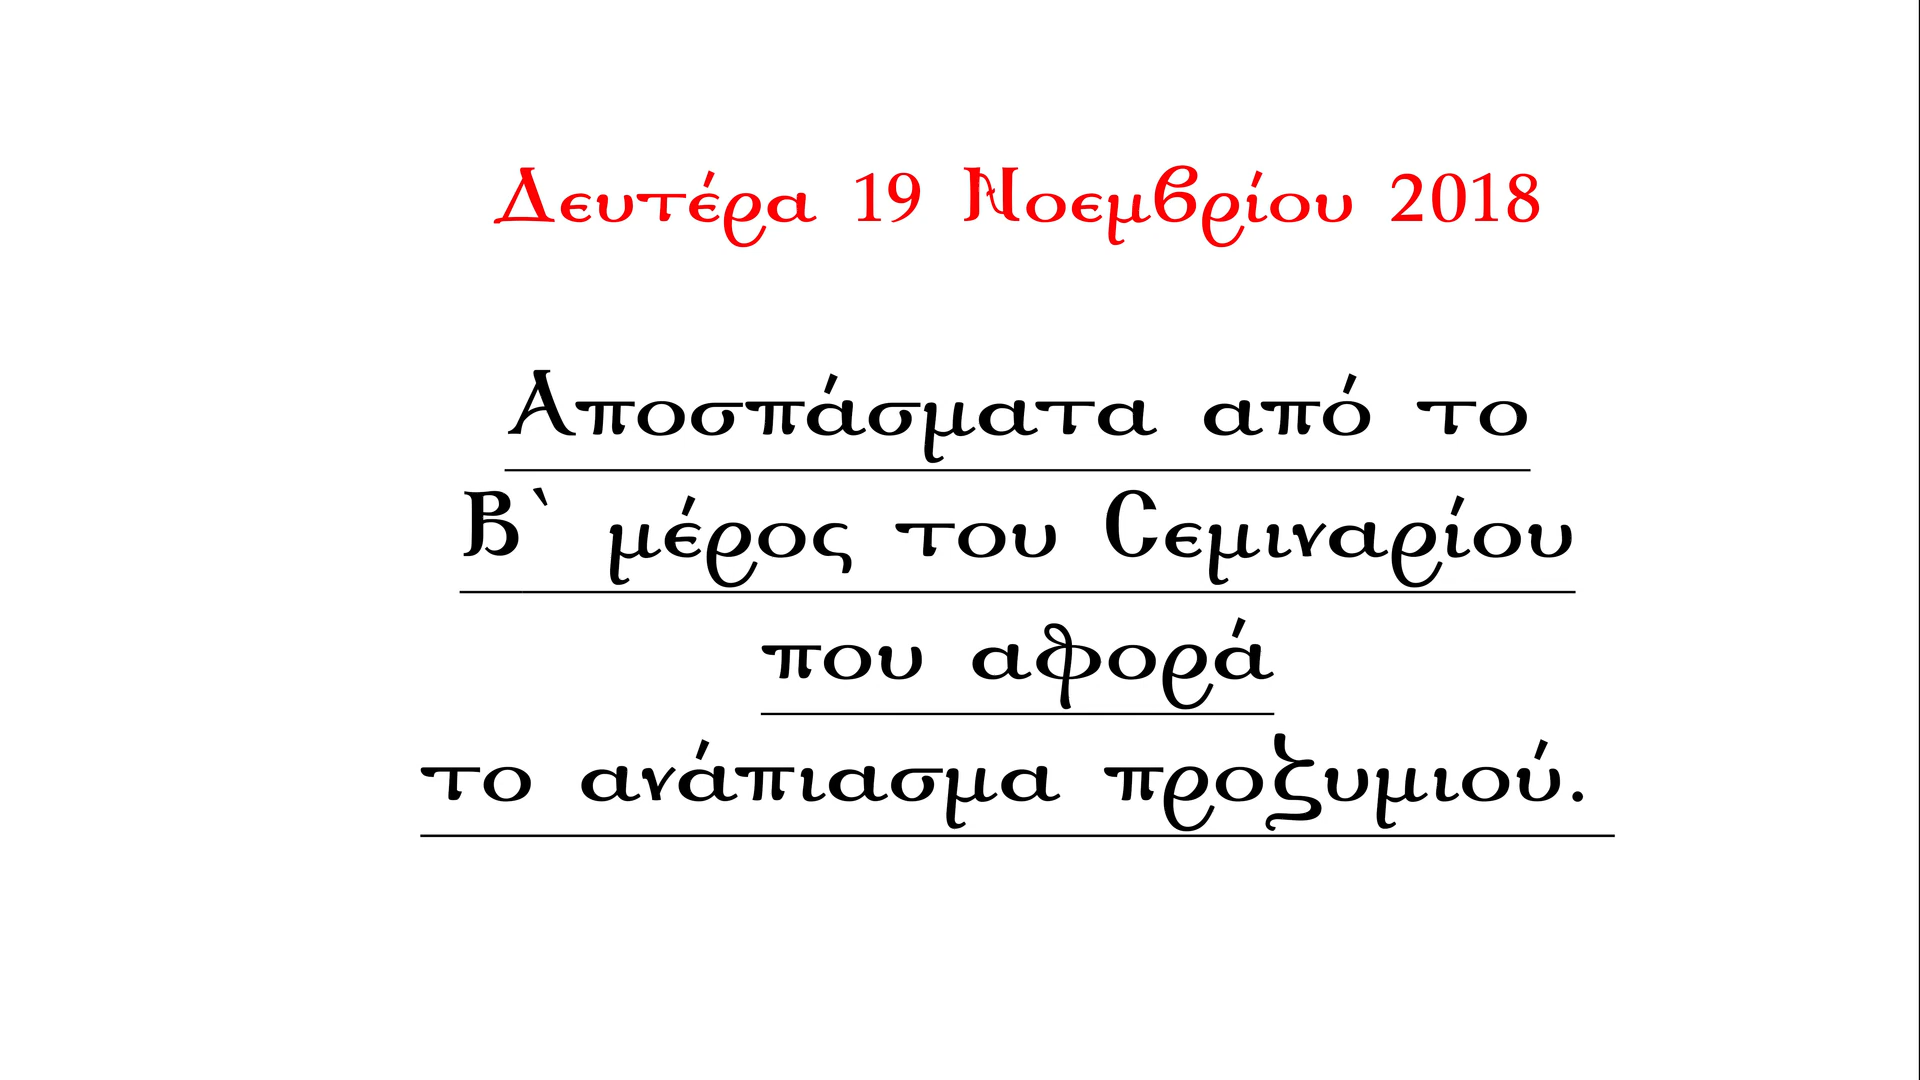 Δευτέρα 19 Νοεμβρίου 2018
Αποσπάσματα από το
Β` μέρος του Σεμιναρίου
που αφορά
το ανάπιασμα προζυμιού.